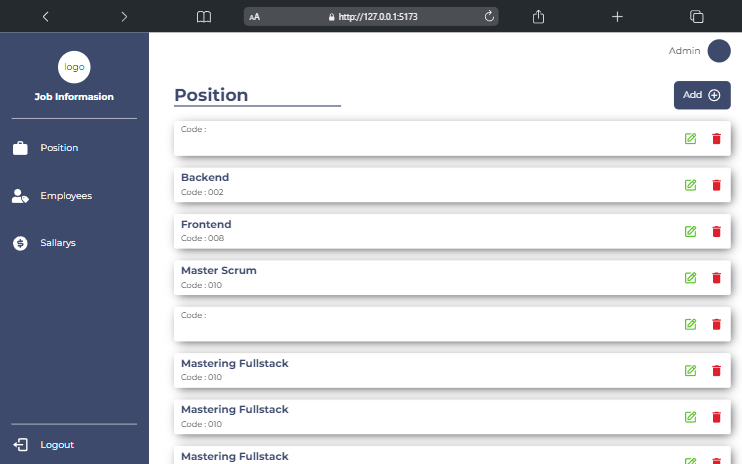 AA http://127.0.0.1:5173
logo
Job Informasion
Position
Employees
Sallarys
Logout
Admin
Position
Add
Code :
Backend
Code : 002
Frontend
Code : 008
Master Scrum
Code : 010
Code :
Mastering Fullstack
Code : 010
Mastering Fullstack
Code : 010
Mastering Fullstack